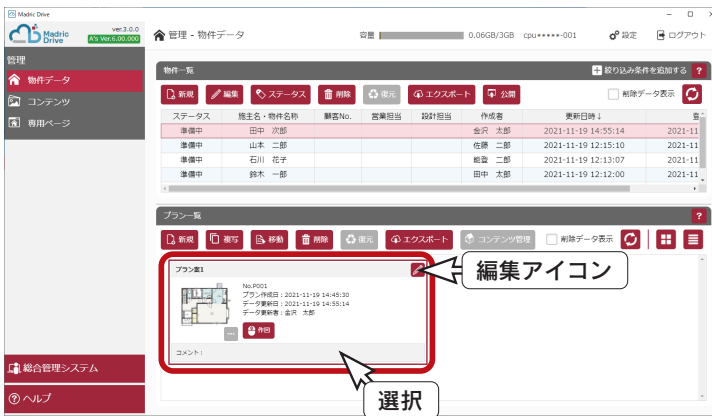 Madric Drive
Madric Drive
ver.3.0.0
A's Ver.6.00.000
管理 - 物件データ
容量
0.06GB/3GB
cpu*****-001
設定
ログアウト
管理
物件データ
コンテンツ
専用ページ
総合管理システム
ヘルプ
物件一覧
絞り込み条件を追加する ?
新規 編集 ステータス 削除 復元 エクスポート 公開 削除データ表示
ステータス 施主名・物件名称 顧客No. 営業担当 設計担当 作成者 更新日時↓
準備中 田中 次郎 金沢 太郎 2021-11-19 14:55:14 2021-11
準備中 山本 二郎 佐藤 二郎 2021-11-19 12:15:10 2021-11
準備中 石川 花子 能登 二郎 2021-11-19 12:13:07 2021-11
準備中 鈴木 一郎 田中 太郎 2021-11-19 12:12:00 2021-11
プラン一覧 ?
新規 複写 移動 削除 復元 エクスポート コンテンツ管理 削除データ表示
プラン案1
No.P001
プラン作成日：2021-11-19 14:45:30
データ更新日：2021-11-19 14:55:14
データ更新者：金沢 太郎
作図
コメント：
編集アイコン
選択